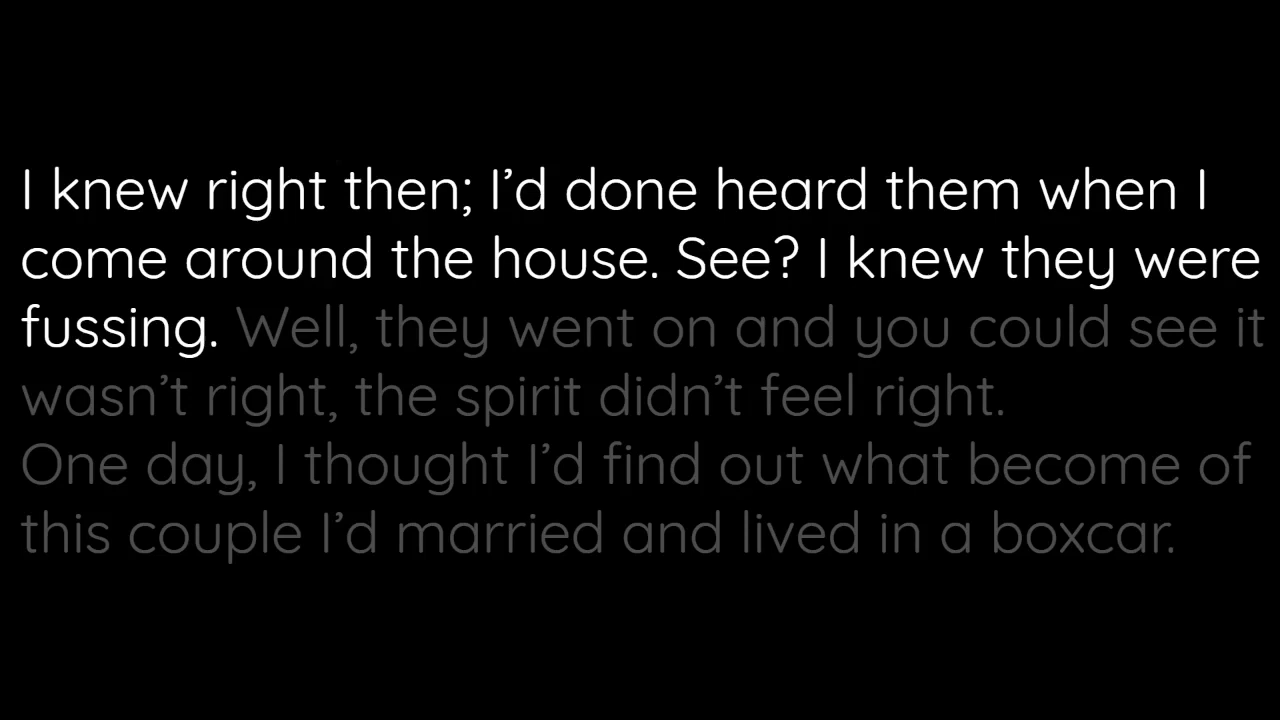 I knew right then; I’d done heard them when I
come around the house. See? I knew they were
fussing. Well, they went on and you could see it
wasn’t right, the spirit didn’t feel right.
One day, I thought I’d find out what become of
this couple I’d married and lived in a boxcar.